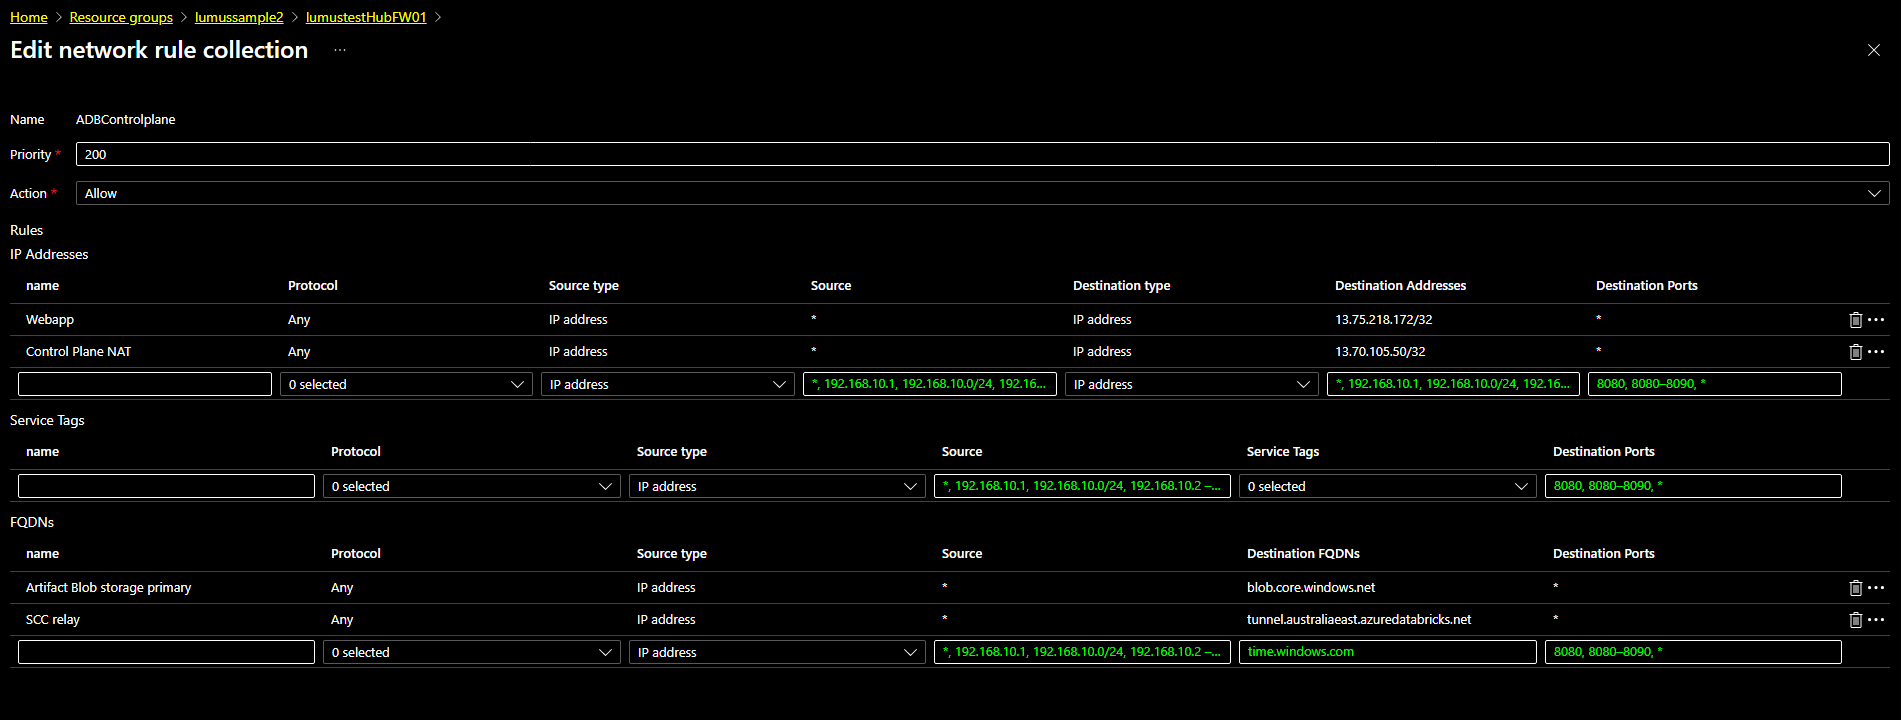 Home > Resource groups > lumussample2 > lumustestHubFW01 >
Edit network rule collection ...
Name ADBControlplane
Priority * 200
Action * Allow
Rules
IP Addresses
name Protocol Source type Source Destination type Destination Addresses Destination Ports
Webapp Any IP address * IP address 13.75.218.172/32 *
Control Plane NAT Any IP address * IP address 13.70.105.50/32 *
0 selected IP address *, 192.168.10.1, 192.168.10.0/24, 192.16... IP address *, 192.168.10.1, 192.168.10.0/24, 192.16... 8080, 8080–8090, *
Service Tags
name Protocol Source type Source Service Tags Destination Ports
0 selected IP address *, 192.168.10.1, 192.168.10.0/24, 192.168.10.2 –... 0 selected 8080, 8080–8090, *
FQDNs
name Protocol Source type Source Destination FQDNs Destination Ports
Artifact Blob storage primary Any IP address * blob.core.windows.net *
SCC relay Any IP address * tunnel.australiaeast.azuredatabricks.net *
0 selected IP address *, 192.168.10.1, 192.168.10.0/24, 192.168.10.2 –... time.windows.com 8080, 8080–8090, *